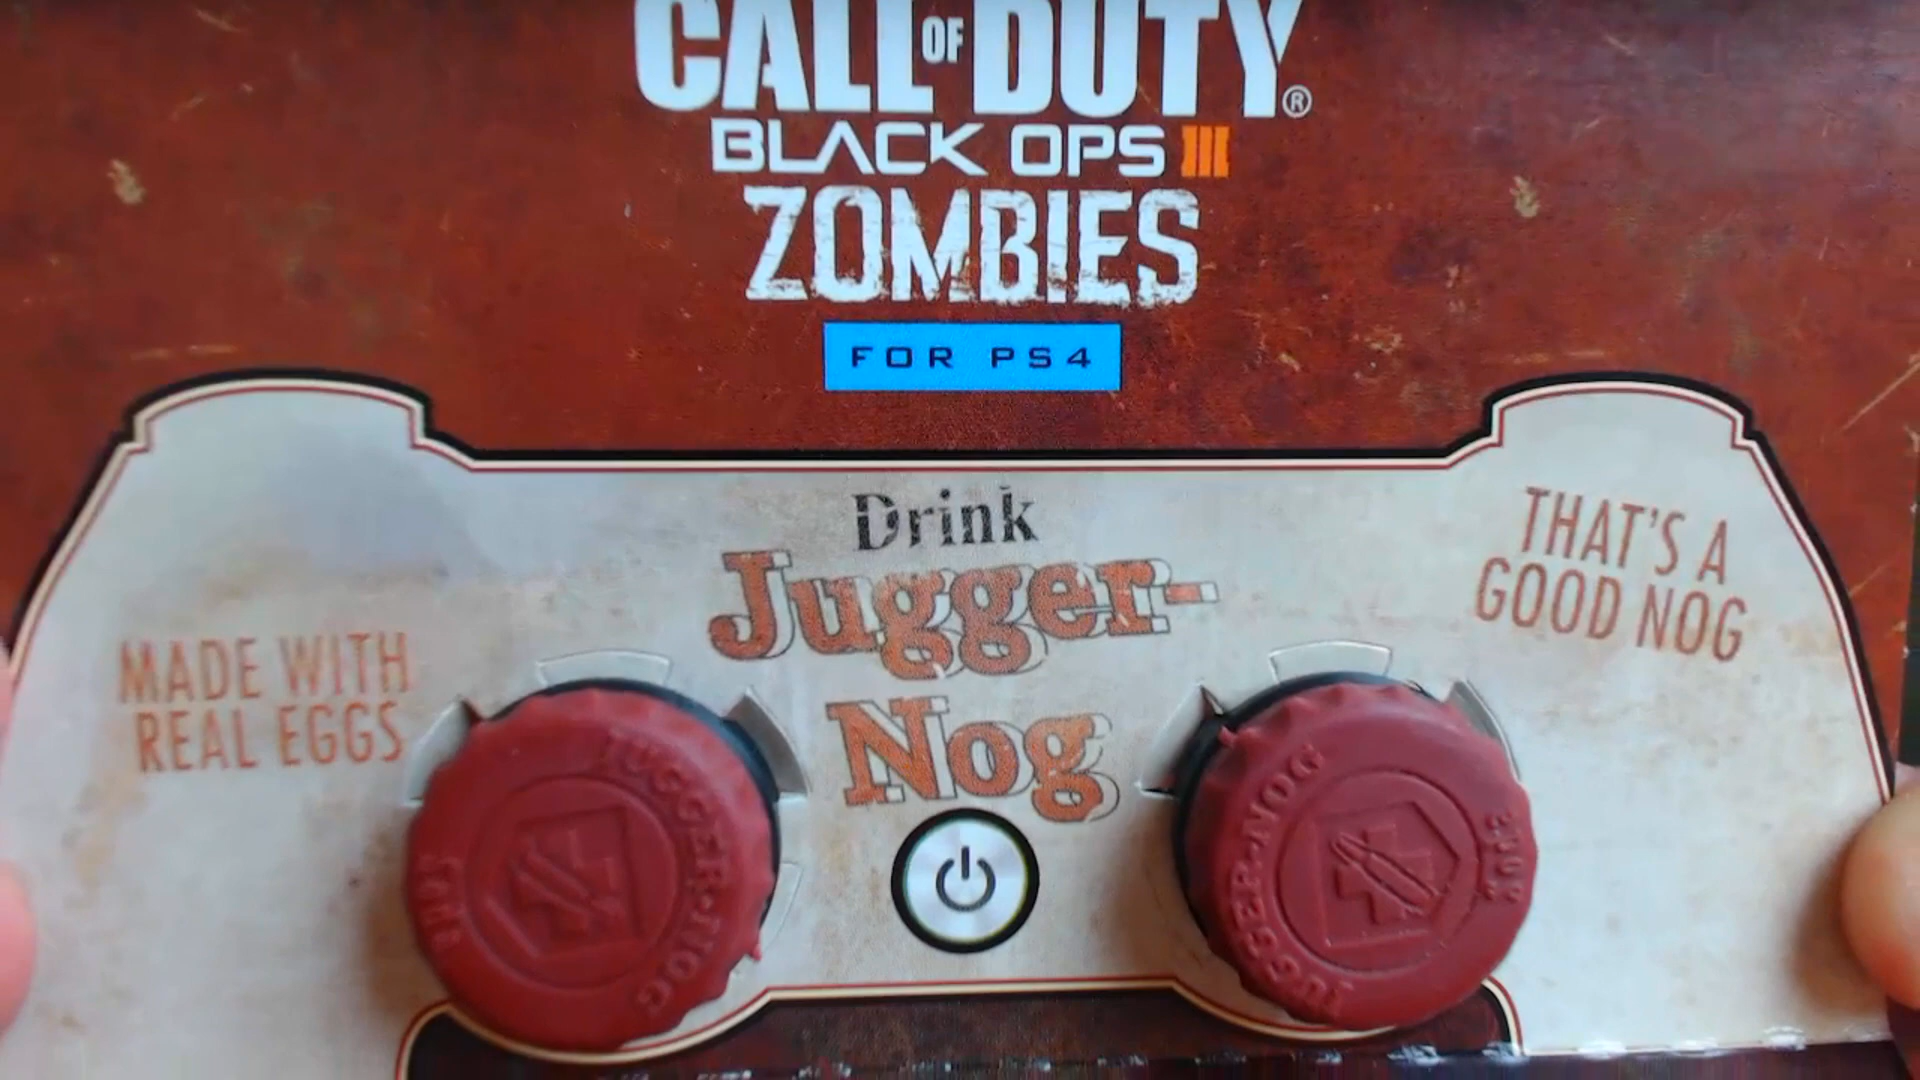 CALL OF DUTY®
BLACK OPS III
ZOMBIES
FOR PS4
Drink
Jugger-
Nog
THAT'S A
GOOD NOG
MADE WITH
REAL EGGS
JUGGER·NOG
JUGGER·NOG